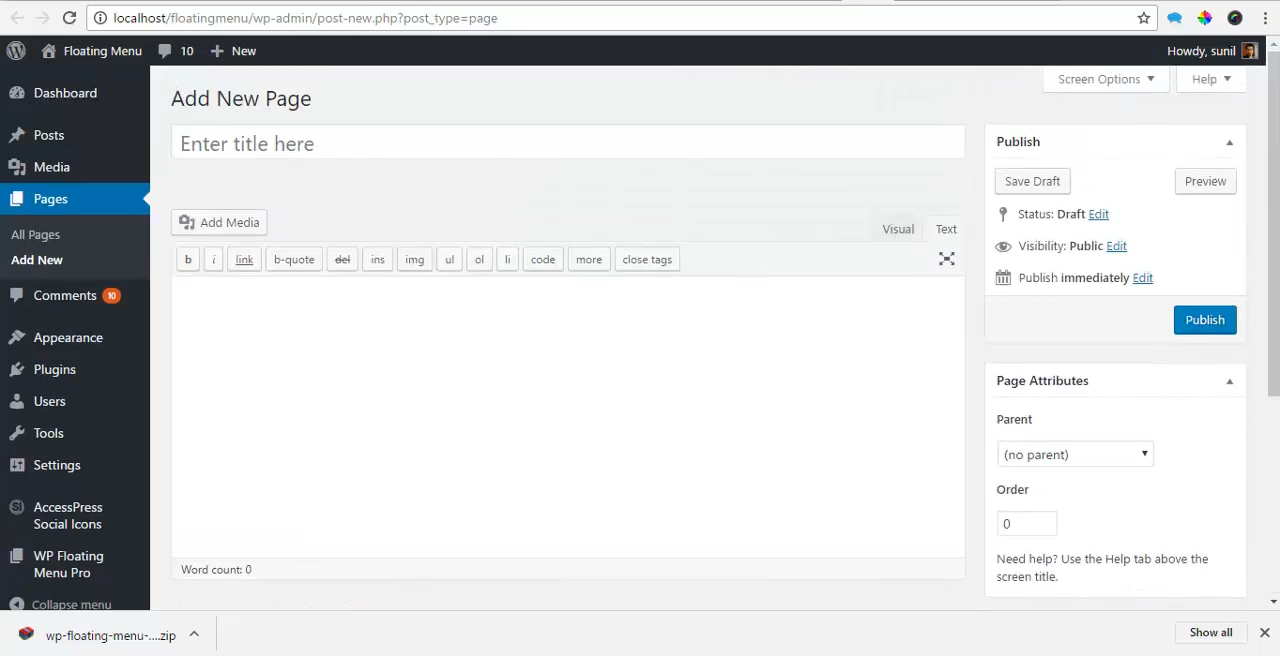 localhost/floatingmenu/wp-admin/post-new.php?post_type=page
Floating Menu 10 New Howdy, sunil
Screen Options Help
Dashboard
Posts
Media
Pages
All Pages
Add New
Comments 10
Appearance
Plugins
Users
Tools
Settings
AccessPress
Social Icons
WP Floating
Menu Pro
Collapse menu
Add New Page
Enter title here
Add Media
Visual Text
b i link b-quote del ins img ul ol li code more close tags
Word count: 0
Publish
Save Draft Preview
Status: Draft Edit
Visibility: Public Edit
Publish immediately Edit
Publish
Page Attributes
Parent
(no parent)
Order
0
Need help? Use the Help tab above the
screen title.
wp-floating-menu-....zip Show all